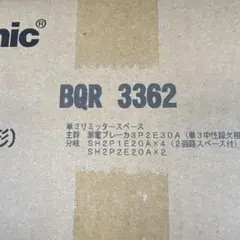 nic®
BQR 3362
単3リミッタースペース
主幹 漏電ブレーカ3P2E30A(単3中性線欠相
分岐 SH2P1E20A×4(2回路スペース付)
SH2P2E20A×2